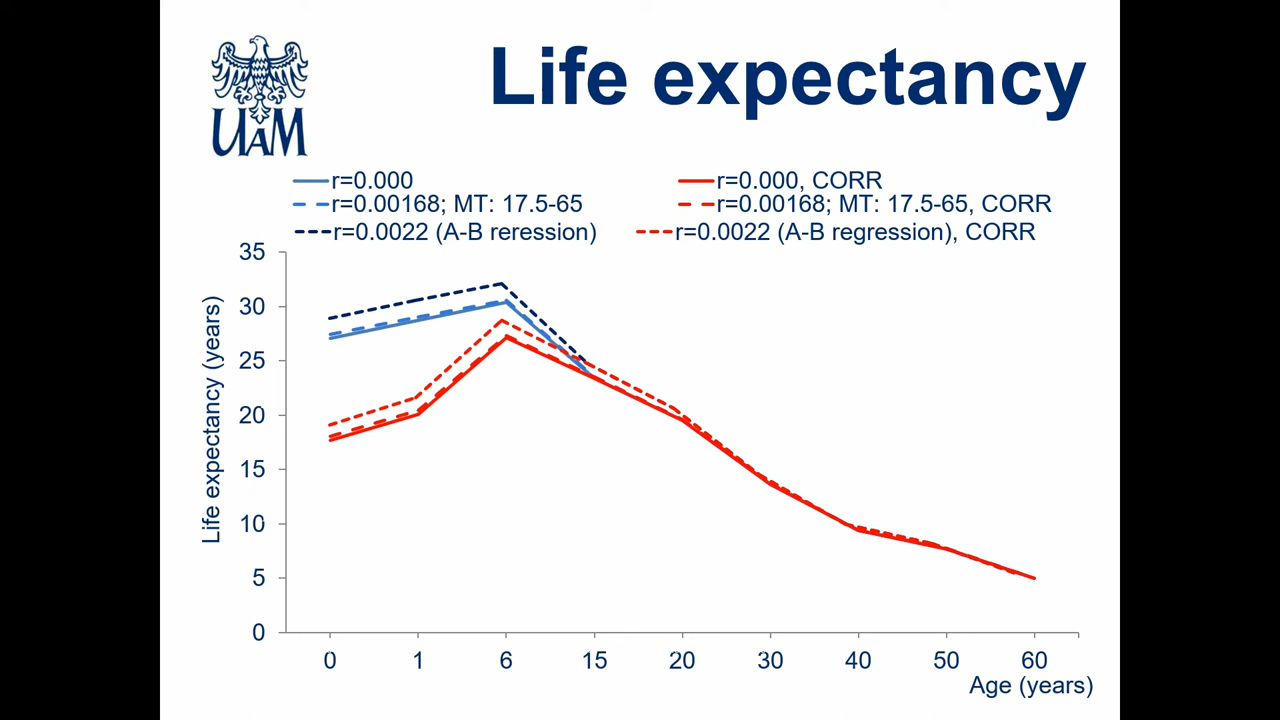 Life expectancy
UAM
r=0.000
r=0.000, CORR
r=0.00168; MT: 17.5-65
r=0.00168; MT: 17.5-65, CORR
r=0.0022 (A-B reression)
r=0.0022 (A-B regression), CORR
35
30
25
20
15
10
5
0
Life expectancy (years)
0 1 6 15 20 30 40 50 60
Age (years)